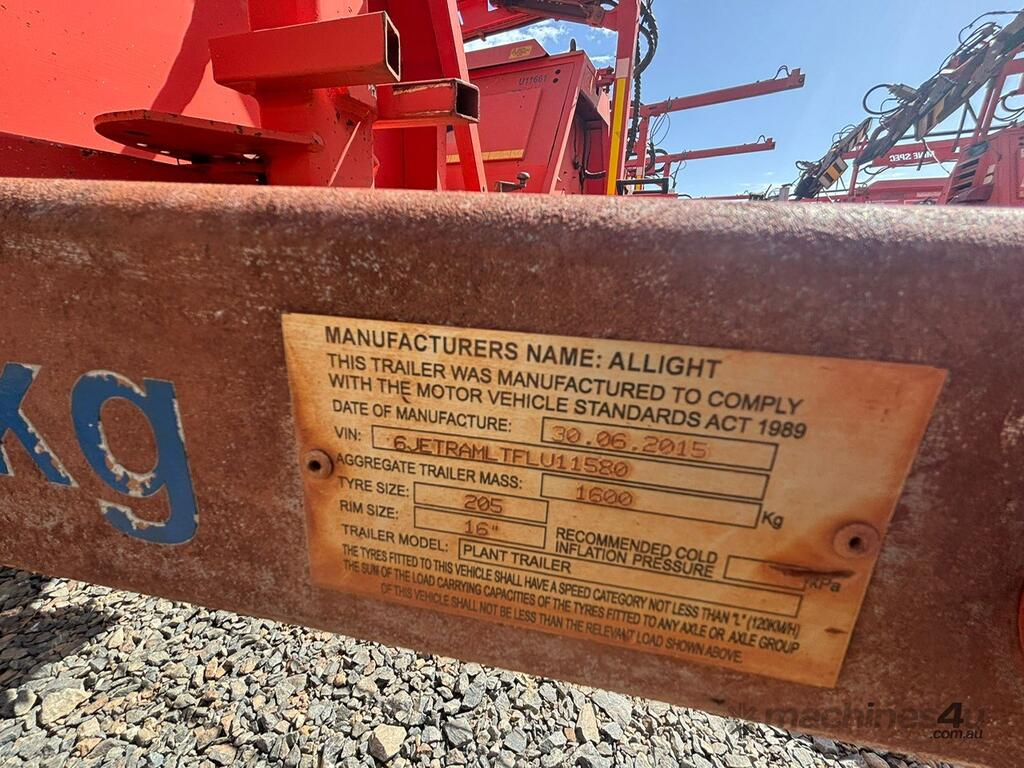 U11661
MINE SPEC
kg
MANUFACTURERS NAME: ALLIGHT
THIS TRAILER WAS MANUFACTURED TO COMPLY
WITH THE MOTOR VEHICLE STANDARDS ACT 1989
DATE OF MANUFACTURE: 30.06.2015
VIN: 6JETRAMLTFLU11580
AGGREGATE TRAILER MASS: 1600 Kg
TYRE SIZE: 205
RIM SIZE: 16"
RECOMMENDED COLD
INFLATION PRESSURE kPa
TRAILER MODEL: PLANT TRAILER
THE TYRES FITTED TO THIS VEHICLE SHALL HAVE A SPEED CATEGORY NOT LESS THAN "L" (120KM/H)
THE SUM OF THE LOAD CARRYING CAPACITIES OF THE TYRES FITTED TO ANY AXLE OR AXLE GROUP
OF THIS VEHICLE SHALL NOT BE LESS THAN THE RELEVANT LOAD SHOWN ABOVE.
machines4u
.com.au